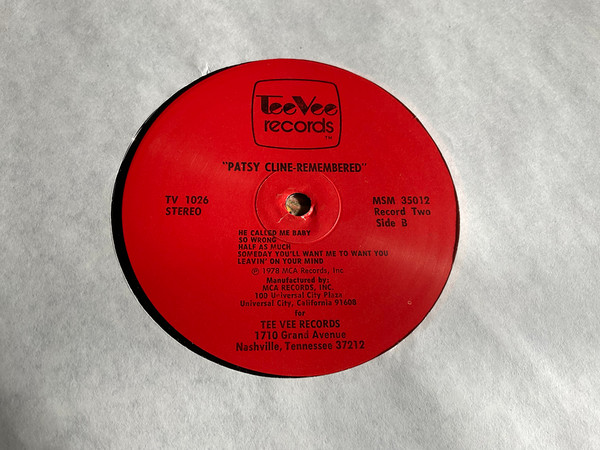 TeeVee
records
TM
"PATSY CLINE-REMEMBERED"
TV 1026
STEREO
MSM 35012
Record Two
Side B
HE CALLED ME BABY
SO WRONG
HALF AS MUCH
SOMEDAY YOU'LL WANT ME TO WANT YOU
LEAVIN' ON YOUR MIND
Ⓟ 1978 MCA Records, Inc.
Manufactured by:
MCA RECORDS, INC.
100 Universal City Plaza
Universal City, California 91608
for
TEE VEE RECORDS
1710 Grand Avenue
Nashville, Tennessee 37212